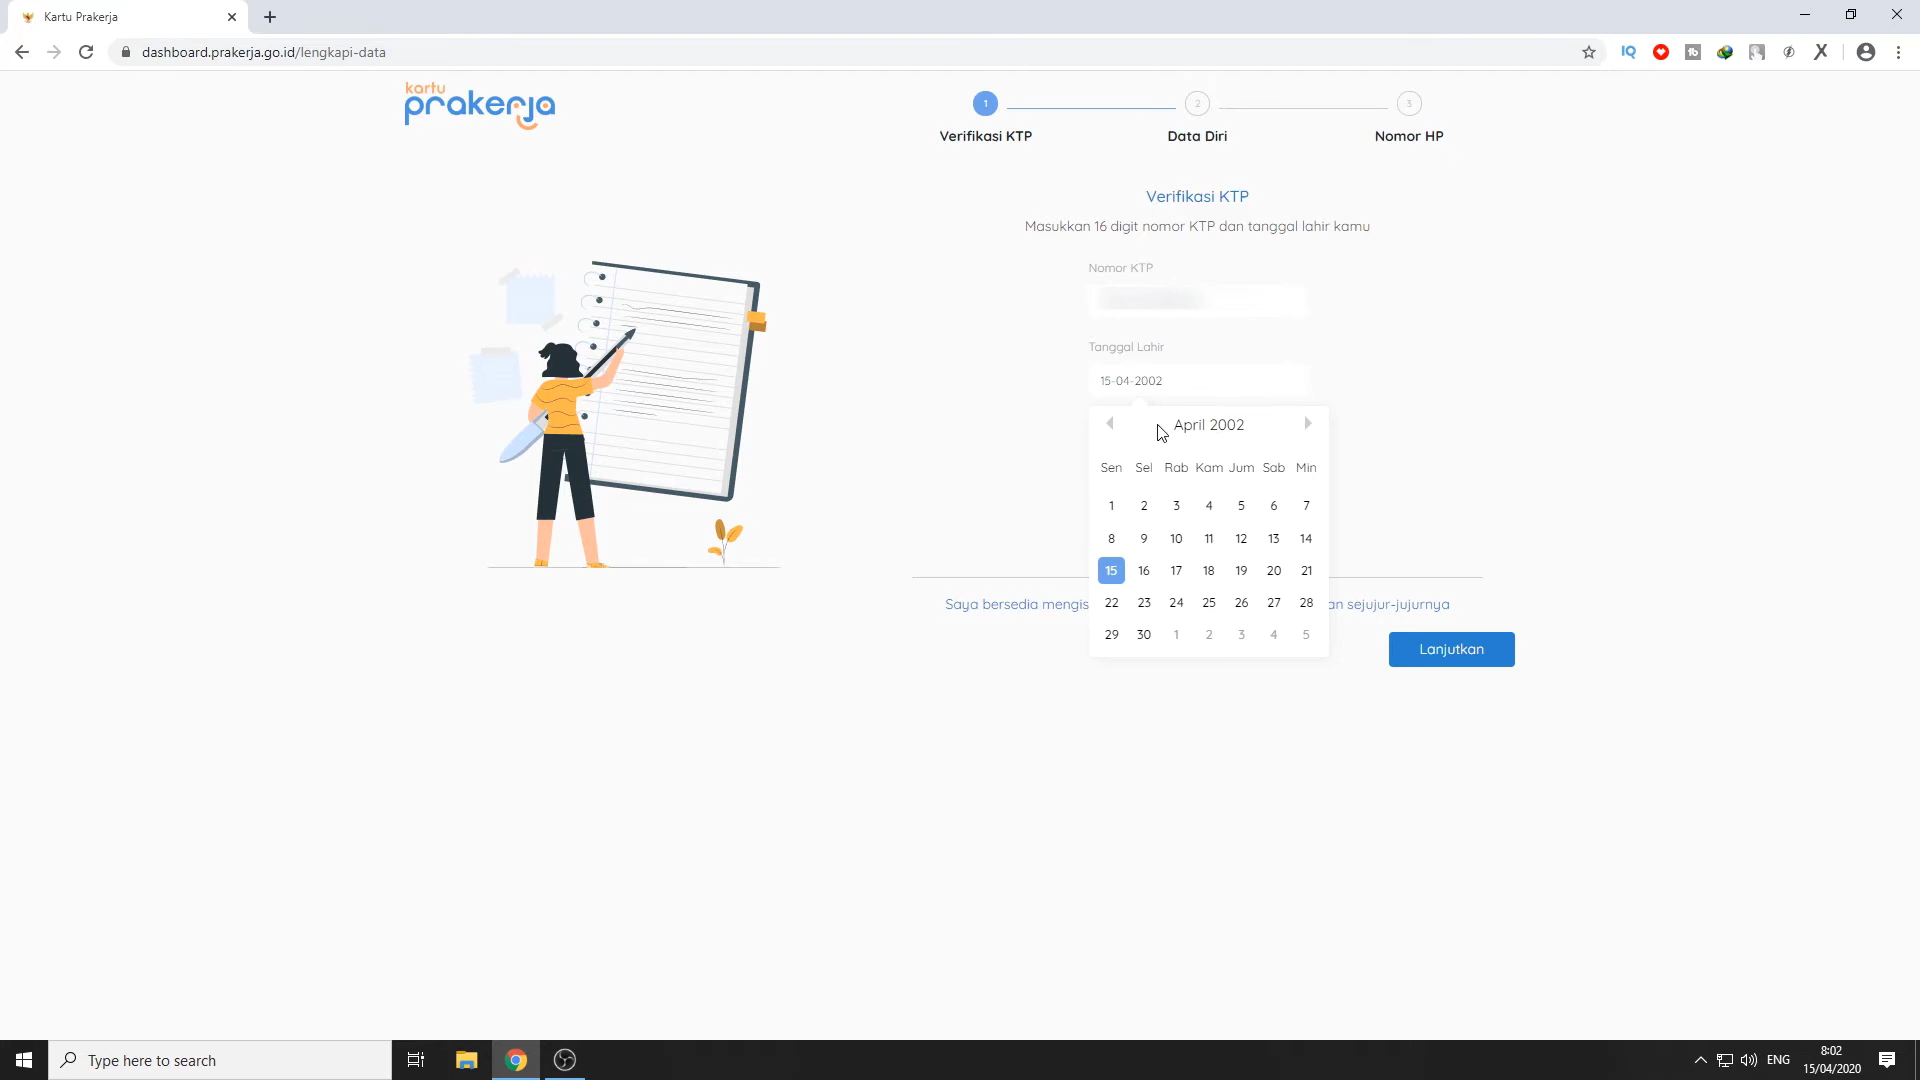 Kartu Prakerja
dashboard.prakerja.go.id/lengkapi-data
IQ
tb
X
kartu
prakerja
1
2
3
Verifikasi KTP
Data Diri
Nomor HP
Verifikasi KTP
Masukkan 16 digit nomor KTP dan tanggal lahir kamu
Nomor KTP
Tanggal Lahir
15-04-2002
April 2002
Sen Sel Rab Kam Jum Sab Min
1 2 3 4 5 6 7
8 9 10 11 12 13 14
15 16 17 18 19 20 21
22 23 24 25 26 27 28
29 30 1 2 3 4 5
Saya bersedia mengis
an sejujur-jujurnya
Lanjutkan
Type here to search
ENG
8:02
15/04/2020